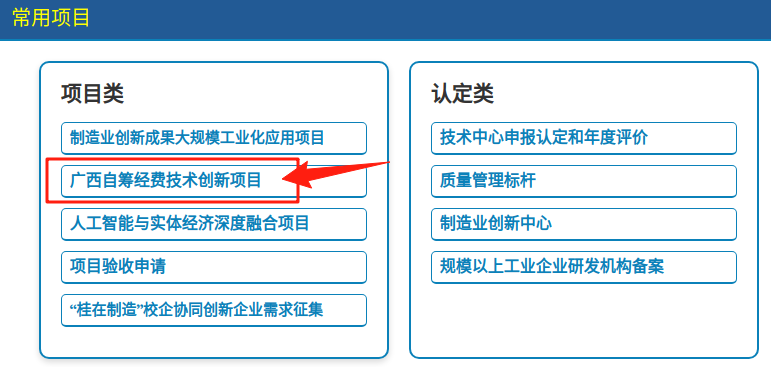 常用项目
项目类
制造业创新成果大规模工业化应用项目
广西自筹经费技术创新项目
人工智能与实体经济深度融合项目
项目验收申请
“桂在制造”校企协同创新企业需求征集
认定类
技术中心申报认定和年度评价
质量管理标杆
制造业创新中心
规模以上工业企业研发机构备案